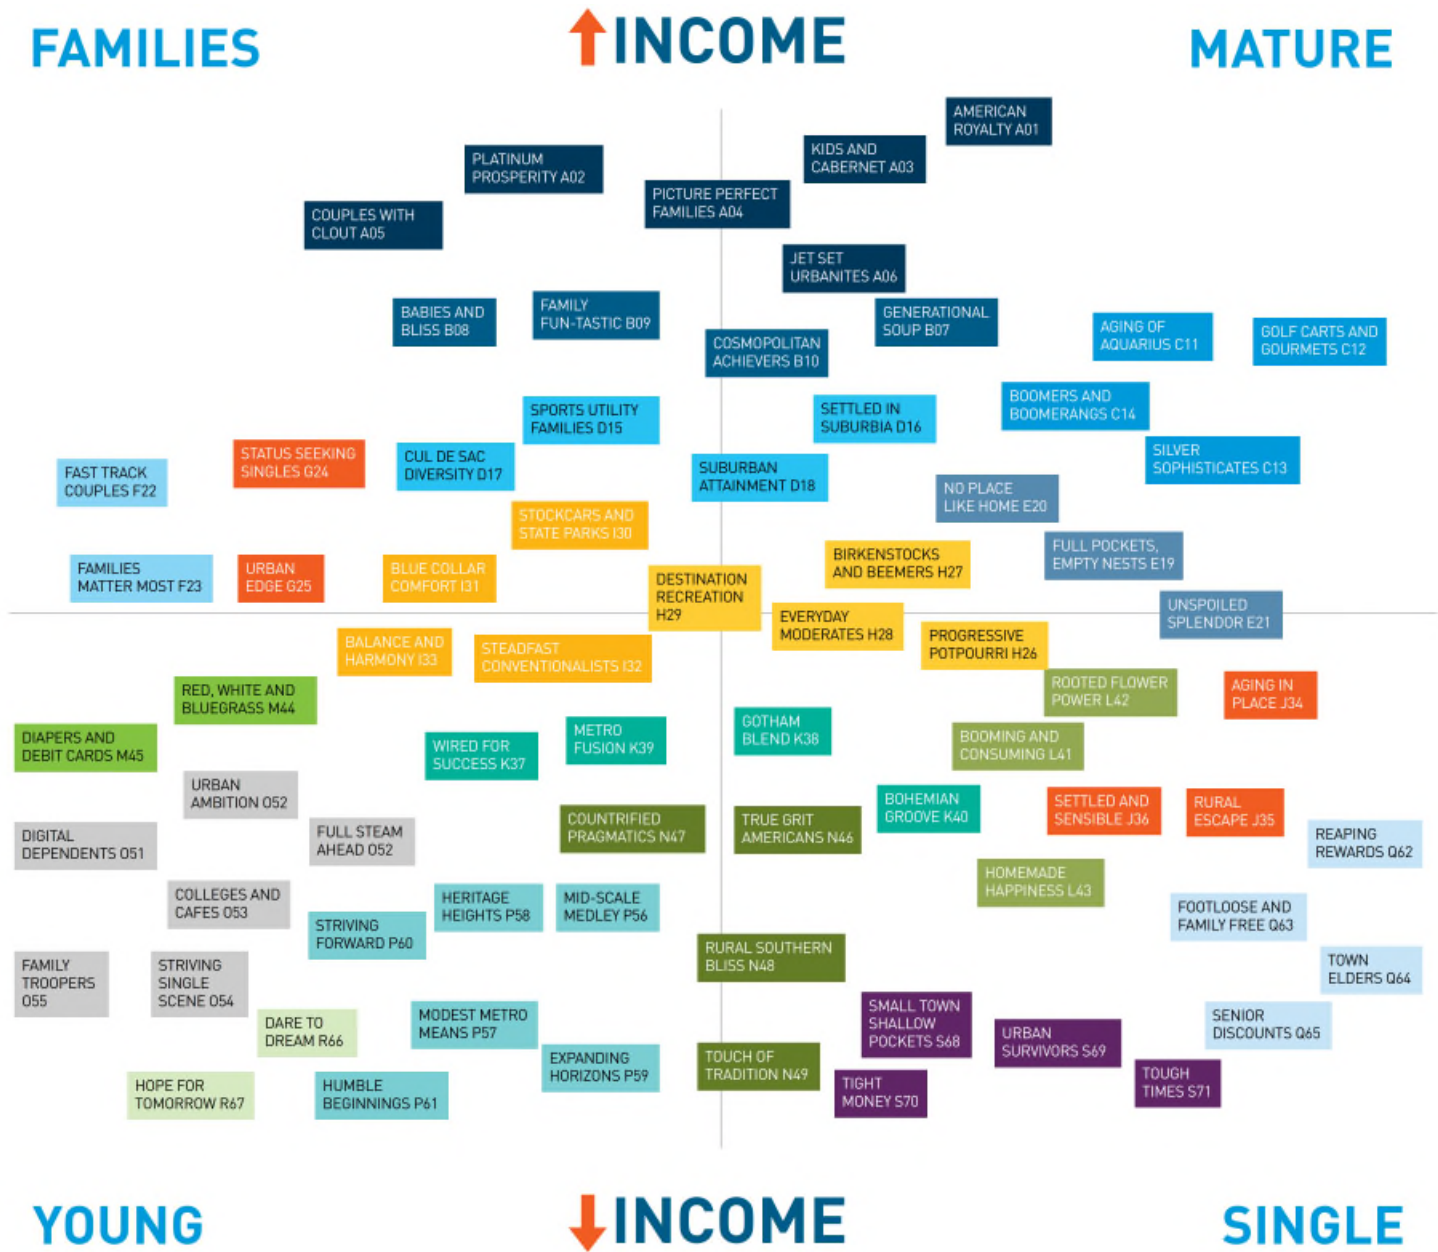 FAMILIES
INCOME
MATURE
AMERICAN
ROYALTY A01
KIDS AND
CABERNET A03
PLATINUM
PROSPERITY A02
PICTURE PERFECT
FAMILIES A04
COUPLES WITH
CLOUT A05
JET SET
URBANITES A06
BABIES AND
BLISS B08
FAMILY
FUN-TASTIC B09
GENERATIONAL
SOUP B07
COSMOPOLITAN
ACHIEVERS B10
AGING OF
AQUARIUS C11
GOLF CARTS AND
GOURMETS C12
BOOMERS AND
BOOMERANGS C14
SPORTS UTILITY
FAMILIES D15
SETTLED IN
SUBURBIA D16
SILVER
SOPHISTICATES C13
FAST TRACK
COUPLES F22
STATUS SEEKING
SINGLES G24
CUL DE SAC
DIVERSITY D17
SUBURBAN
ATTAINMENT D18
NO PLACE
LIKE HOME E20
STOCKCARS AND
STATE PARKS I30
FULL POCKETS,
EMPTY NESTS E19
FAMILIES
MATTER MOST F23
URBAN
EDGE G25
BLUE COLLAR
COMFORT I31
DESTINATION
RECREATION
H29
BIRKENSTOCKS
AND BEEMERS H27
UNSPOILED
SPLENDOR E21
EVERYDAY
MODERATES H28
PROGRESSIVE
POTPOURRI H26
BALANCE AND
HARMONY I33
STEADFAST
CONVENTIONALISTS I32
RED, WHITE AND
BLUEGRASS M44
ROOTED FLOWER
POWER L42
AGING IN
PLACE J34
DIAPERS AND
DEBIT CARDS M45
WIRED FOR
SUCCESS K37
METRO
FUSION K39
GOTHAM
BLEND K38
BOOMING AND
CONSUMING L41
URBAN
AMBITION O52
BOHEMIAN
GROOVE K40
SETTLED AND
SENSIBLE J36
RURAL
ESCAPE J35
DIGITAL
DEPENDENTS O51
FULL STEAM
AHEAD O52
COUNTRIFIED
PRAGMATICS N47
TRUE GRIT
AMERICANS N46
REAPING
REWARDS Q62
HOMEMADE
HAPPINESS L43
COLLEGES AND
CAFES O53
HERITAGE
HEIGHTS P58
MID-SCALE
MEDLEY P56
FOOTLOOSE AND
FAMILY FREE Q63
STRIVING
FORWARD P60
RURAL SOUTHERN
BLISS N48
FAMILY
TROOPERS
O55
STRIVING
SINGLE
SCENE O54
TOWN
ELDERS Q64
DARE TO
DREAM R66
MODEST METRO
MEANS P57
SMALL TOWN
SHALLOW
POCKETS S68
URBAN
SURVIVORS S69
SENIOR
DISCOUNTS Q65
EXPANDING
HORIZONS P59
TOUCH OF
TRADITION N49
HOPE FOR
TOMORROW R67
HUMBLE
BEGINNINGS P61
TIGHT
MONEY S70
TOUGH
TIMES S71
YOUNG
INCOME
SINGLE